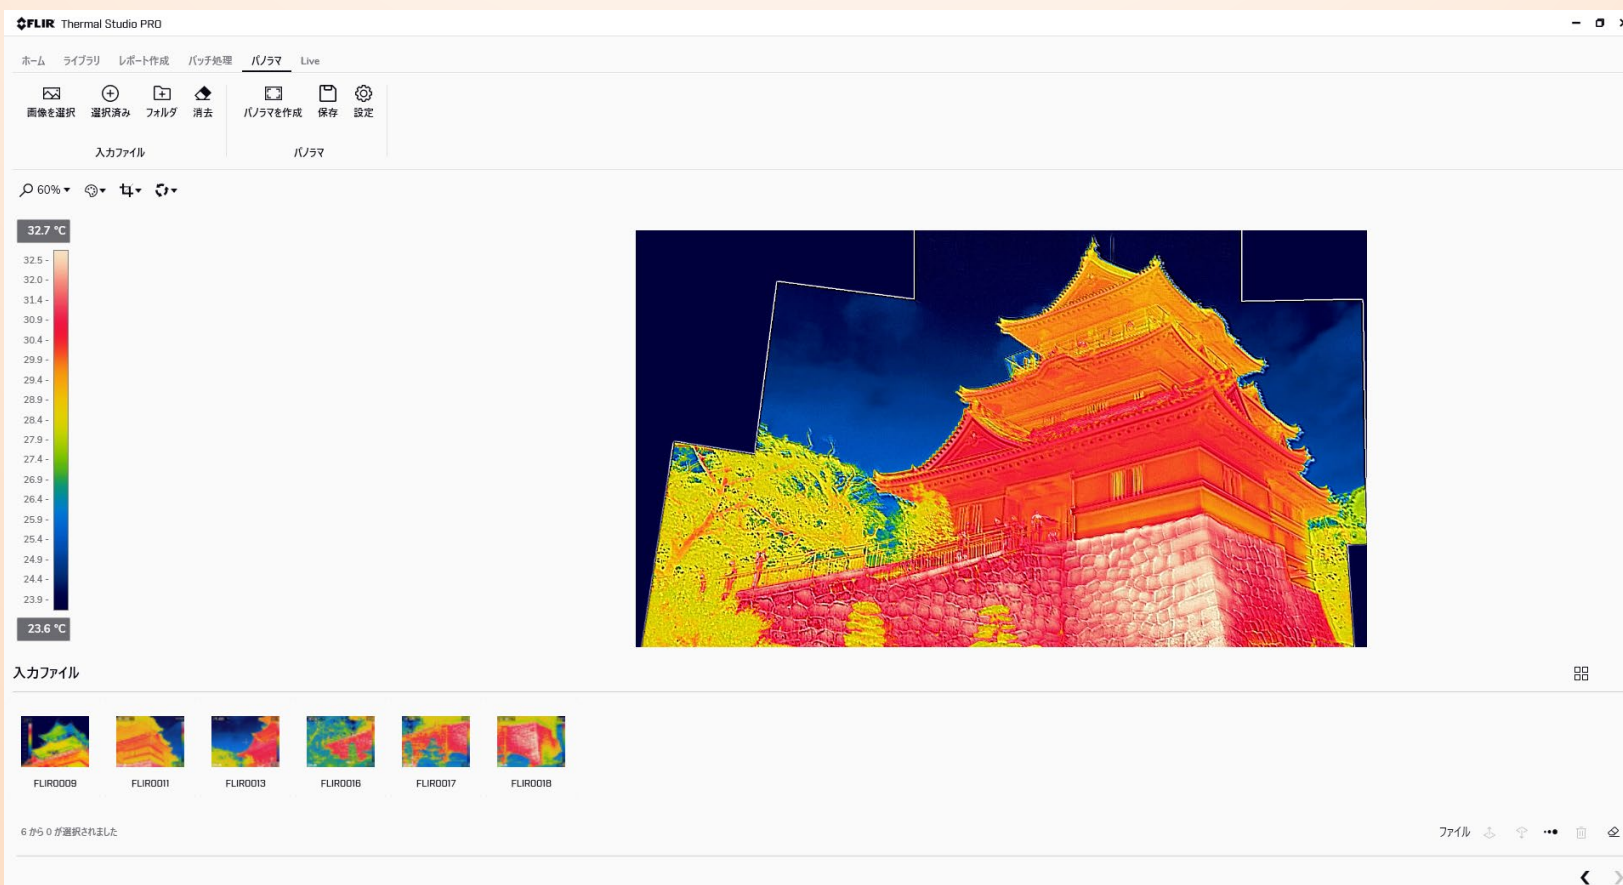 FLIR Thermal Studio PRO
ホーム ライブラリ レポート作成 バッチ処理 パノラマ Live
画像を選択 選択済み フォルダ 消去 パノラマを作成 保存 設定
入力ファイル パノラマ
60%
32.7 °C
32.5 -
32.0 -
31.4 -
30.9 -
30.4 -
29.9 -
29.4 -
28.9 -
28.4 -
27.9 -
27.4 -
26.9 -
26.4 -
25.9 -
25.4 -
24.9 -
24.4 -
23.9 -
23.6 °C
入力ファイル
FLIR0009 FLIR0011 FLIR0013 FLIR0016 FLIR0017 FLIR0018
6 から 0 が選択されました ファイル